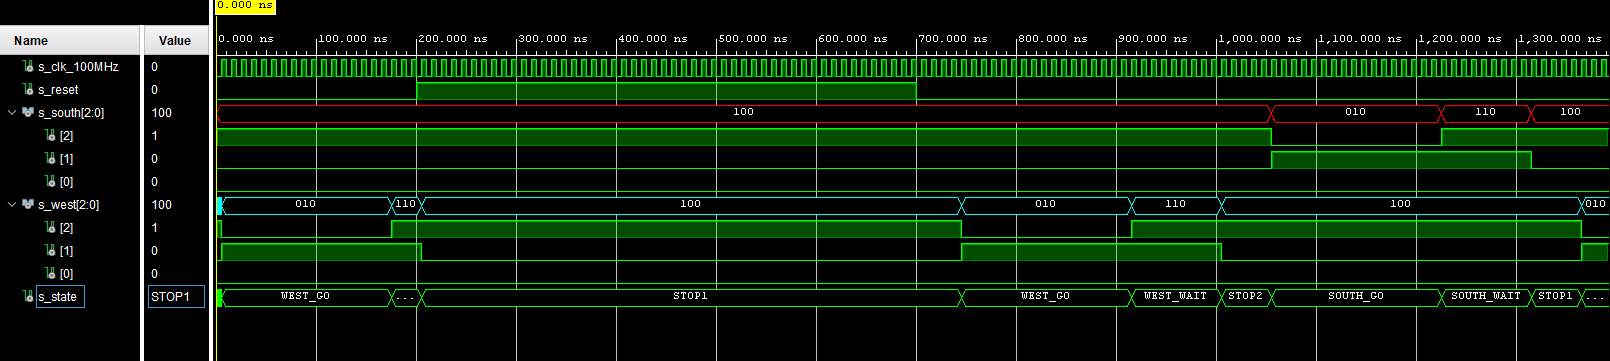 0.000 ns
Name Value
0.000 ns 100.000 ns 200.000 ns 300.000 ns 400.000 ns 500.000 ns 600.000 ns 700.000 ns 800.000 ns 900.000 ns 1,000.000 ns 1,100.000 ns 1,200.000 ns 1,300.000 ns
s_clk_100MHz 0
s_reset 0
s_south[2:0] 100 100 010 110 100
[2] 1
[1] 0
[0] 0
s_west[2:0] 100 010 110 100 010 110 100 010
[2] 1
[1] 0
[0] 0
s_state STOP1 WEST_GO ... STOP1 WEST_GO WEST_WAIT STOP2 SOUTH_GO SOUTH_WAIT STOP1 ...